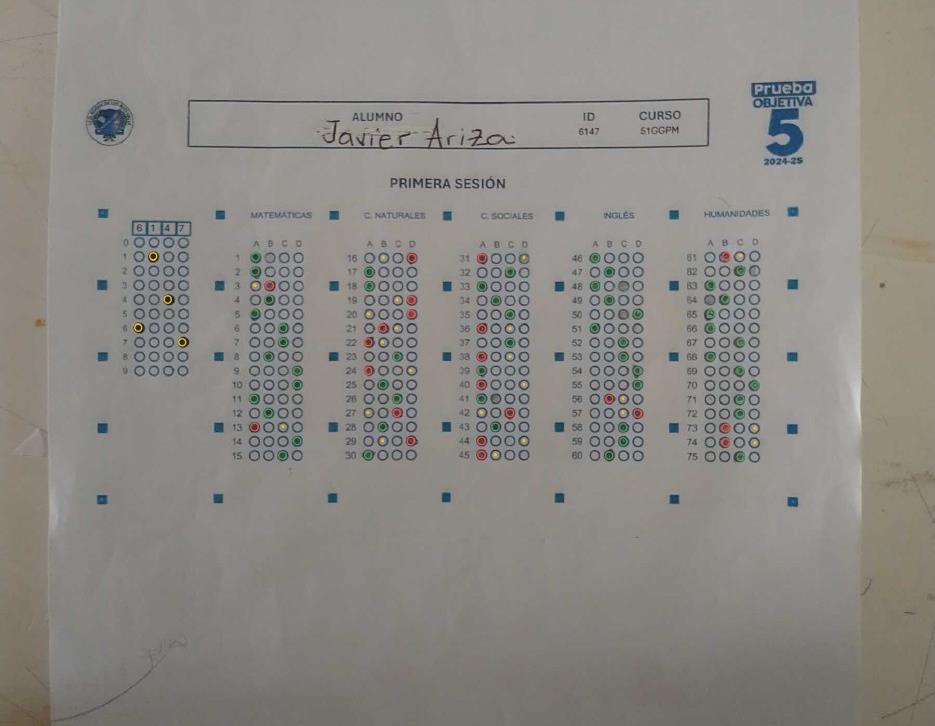 Prueba
OBJETIVA
5
2024-25
ALUMNO ID CURSO
Javier Ariza 6147 51GGPM
PRIMERA SESIÓN
MATEMÁTICAS C. NATURALES C. SOCIALES INGLÉS HUMANIDADES
6 1 4 7
A B C D A B C D A B C D A B C D A B C D
0
1 1 16 31 46 61
2 2 17 32 47 62
3 3 18 33 48 63
4 4 19 34 49 64
5 5 20 35 50 65
6 6 21 36 51 66
7 7 22 37 52 67
8 8 23 38 53 68
9 9 24 39 54 69
10 25 40 55 70
11 26 41 56 71
12 27 42 57 72
13 28 43 58 73
14 29 44 59 74
15 30 45 60 75